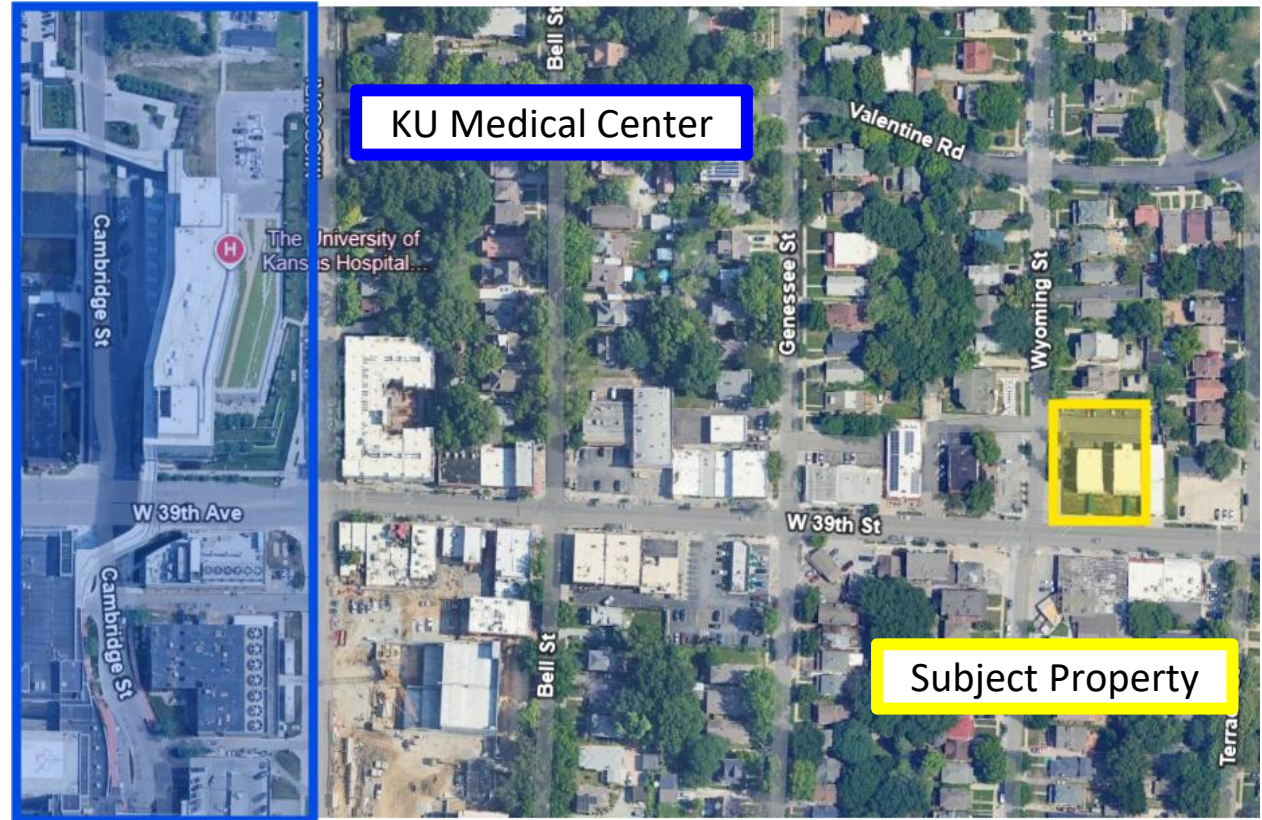 Bell St
KU Medical Center
Valentine Rd
The University of
Kansas Hospital...
H
Cambridge St
Genessee St
Wyoming St
W 39th Ave
W 39th St
Cambridge St
Bell St
Subject Property